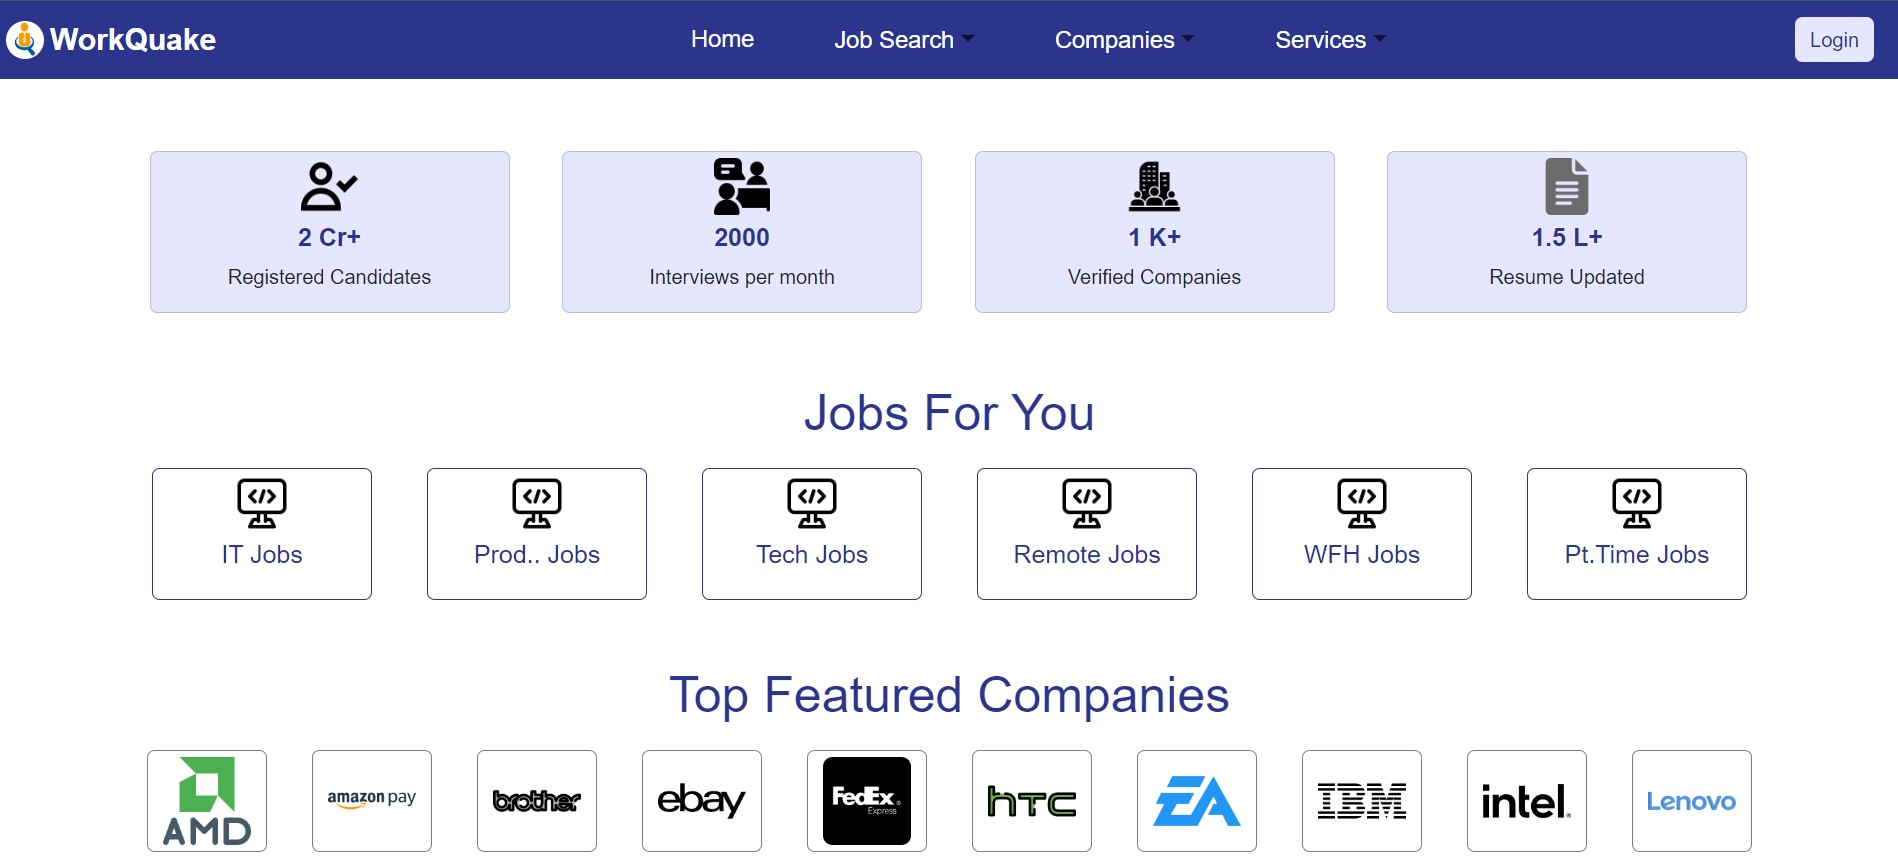 WorkQuake
Home
Job Search
Companies
Services
Login
2 Cr+
Registered Candidates
2000
Interviews per month
1 K+
Verified Companies
1.5 L+
Resume Updated
Jobs For You
IT Jobs
Prod.. Jobs
Tech Jobs
Remote Jobs
WFH Jobs
Pt.Time Jobs
Top Featured Companies
AMD
amazon pay
brother
ebay
FedEx®
Express
hTC
EA
IBM
intel.
Lenovo